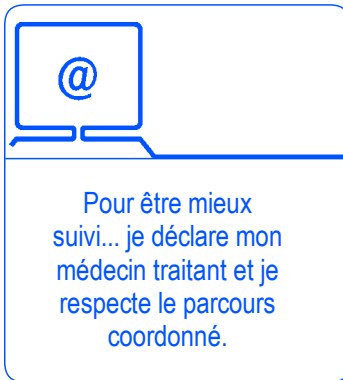 @
Pour être mieux
suivi... je déclare mon
médecin traitant et je
respecte le parcours
coordonné.